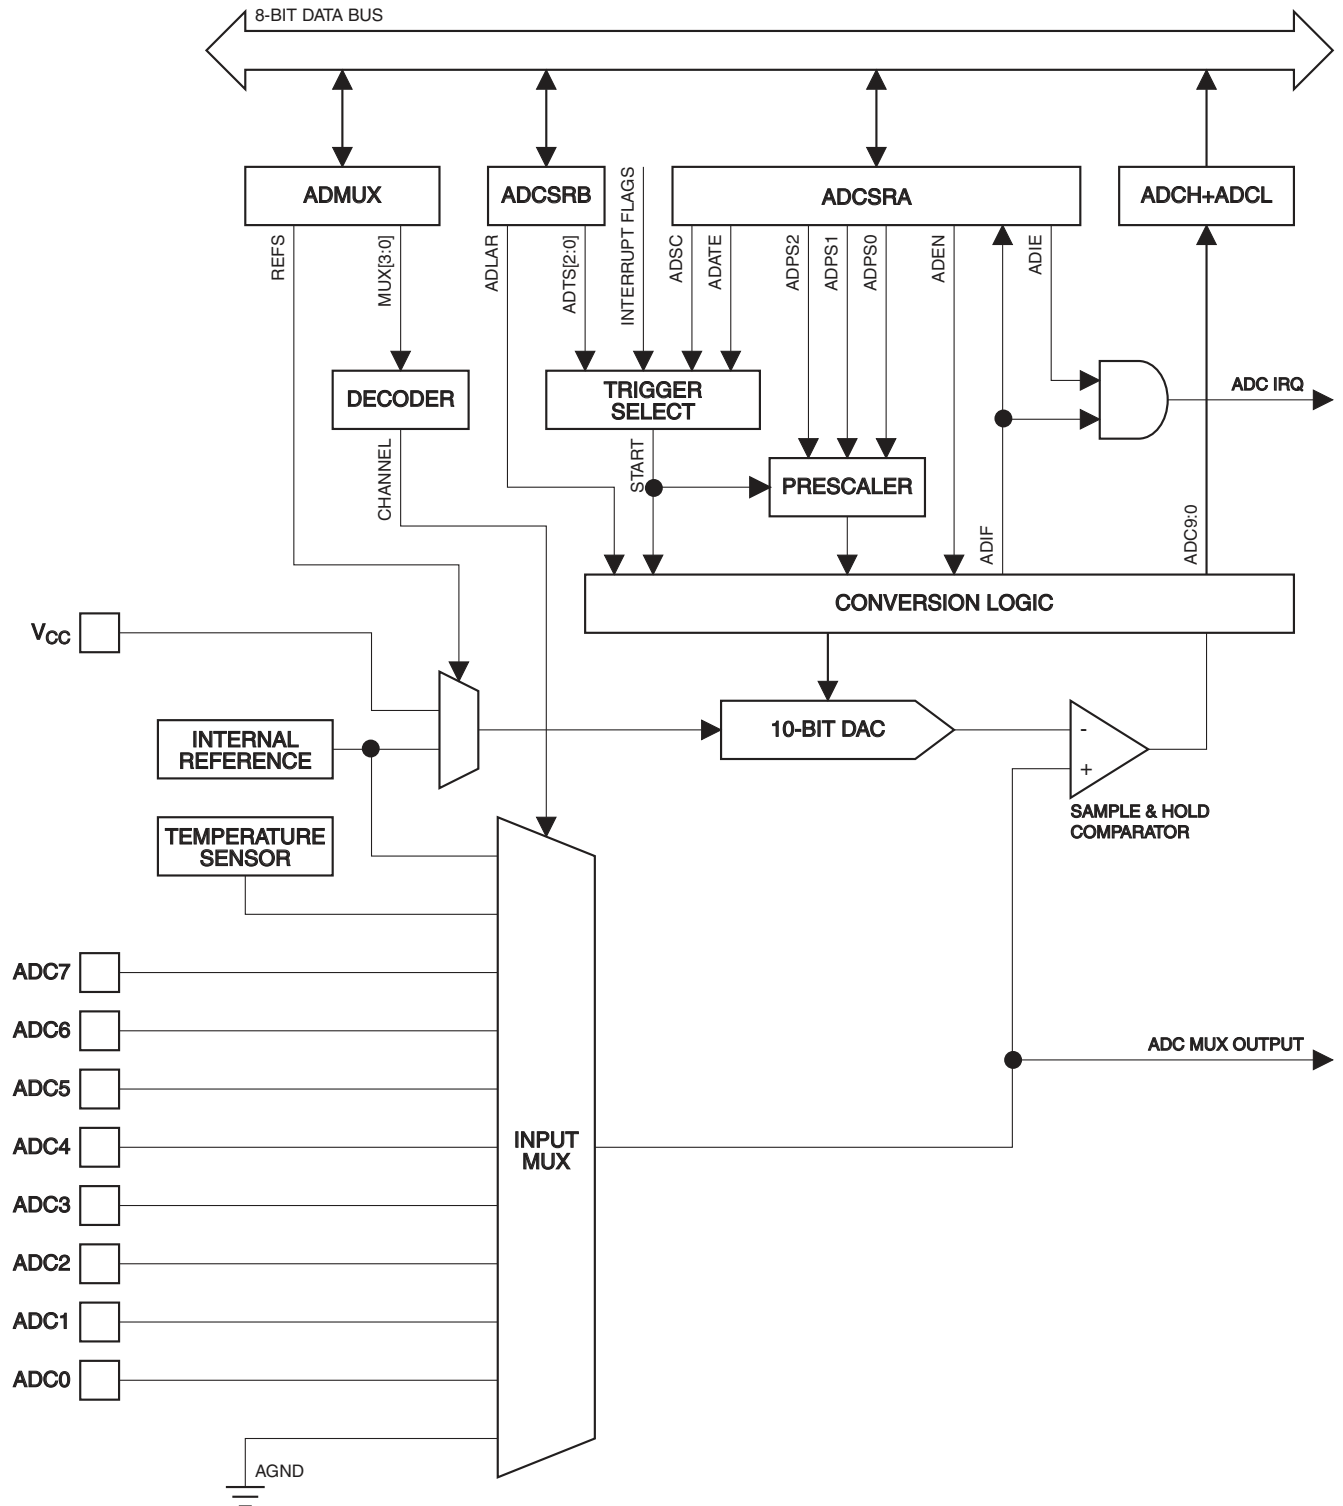 8-BIT DATA BUS
ADMUX
ADCSRB
INTERRUPT FLAGS
ADCSRA
ADCH+ADCL
REFS
MUX[3:0]
ADLAR
ADTS[2:0]
ADSC
ADATE
ADPS2
ADPS1
ADPS0
ADEN
ADIE
DECODER
TRIGGER
SELECT
ADC IRQ
CHANNEL
START
PRESCALER
ADIF
ADC9:0
CONVERSION LOGIC
VCC
INTERNAL
REFERENCE
10-BIT DAC
-
+
SAMPLE & HOLD
COMPARATOR
TEMPERATURE
SENSOR
ADC7
ADC6
ADC5
ADC MUX OUTPUT
ADC4
INPUT
MUX
ADC3
ADC2
ADC1
ADC0
AGND